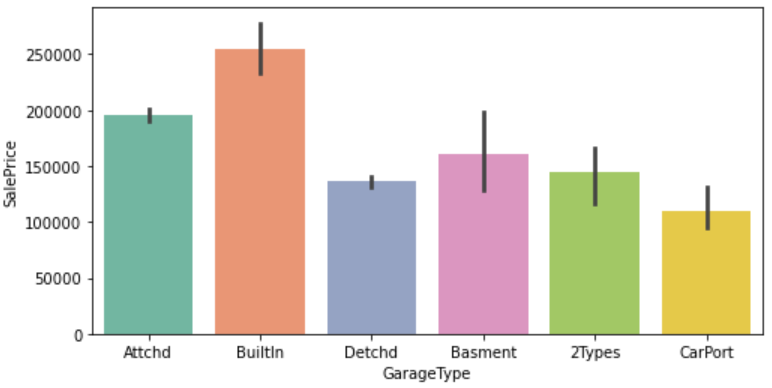 SalePrice
250000
200000
150000
100000
50000
0
Attchd BuiltIn Detchd Basment 2Types CarPort
GarageType